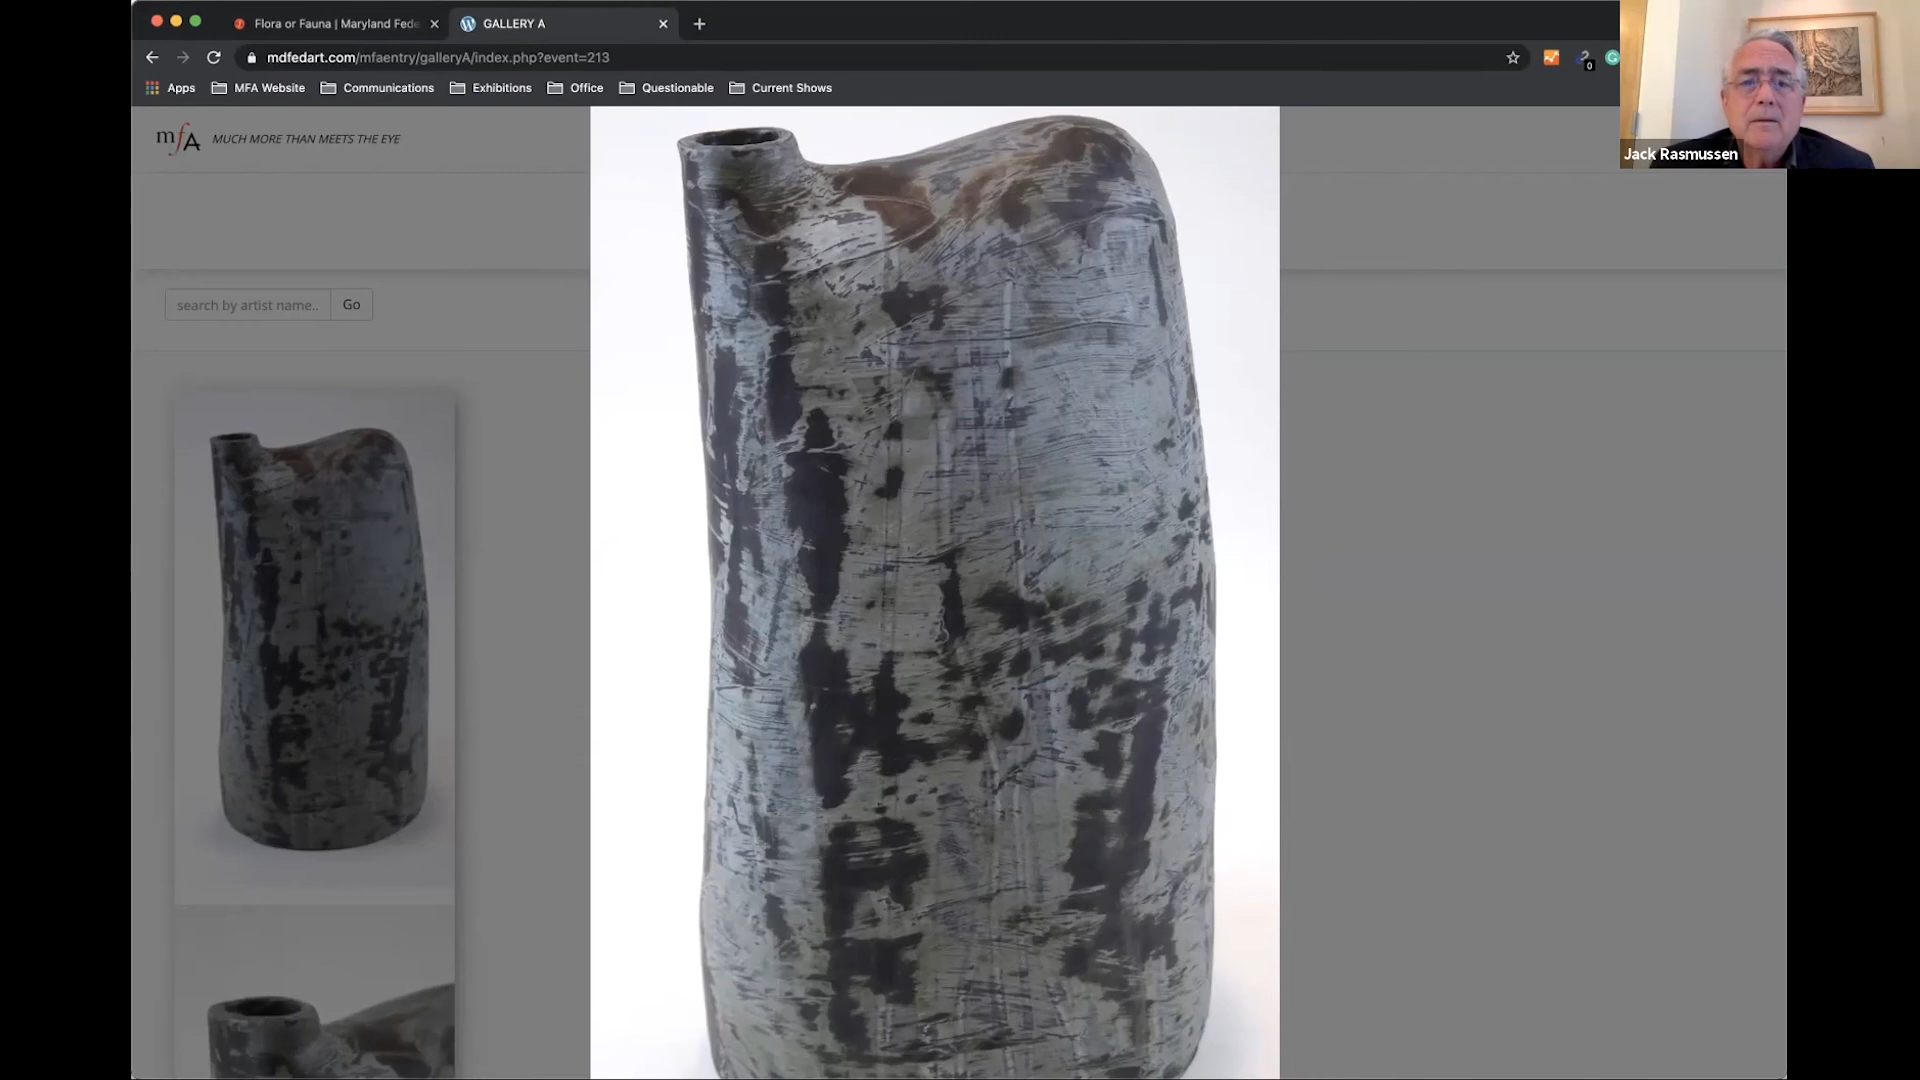 Flora or Fauna | Maryland Fede
GALLERY A
mdfedart.com/mfaentry/galleryA/index.php?event=213
0
Apps
MFA Website
Communications
Exhibitions
Office
Questionable
Current Shows
mfA
MUCH MORE THAN MEETS THE EYE
Jack Rasmussen
search by artist name..
Go